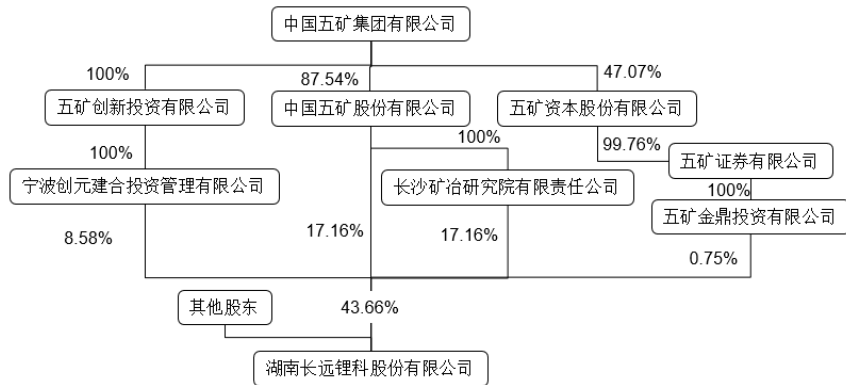 中国五矿集团有限公司
100%
87.54%
47.07%
五矿创新投资有限公司
中国五矿股份有限公司
五矿资本股份有限公司
100%
100%
99.76%
五矿证券有限公司
宁波创元建合投资管理有限公司
长沙矿冶研究院有限责任公司
100%
五矿金鼎投资有限公司
8.58%
17.16%
17.16%
0.75%
其他股东
43.66%
湖南长远锂科股份有限公司